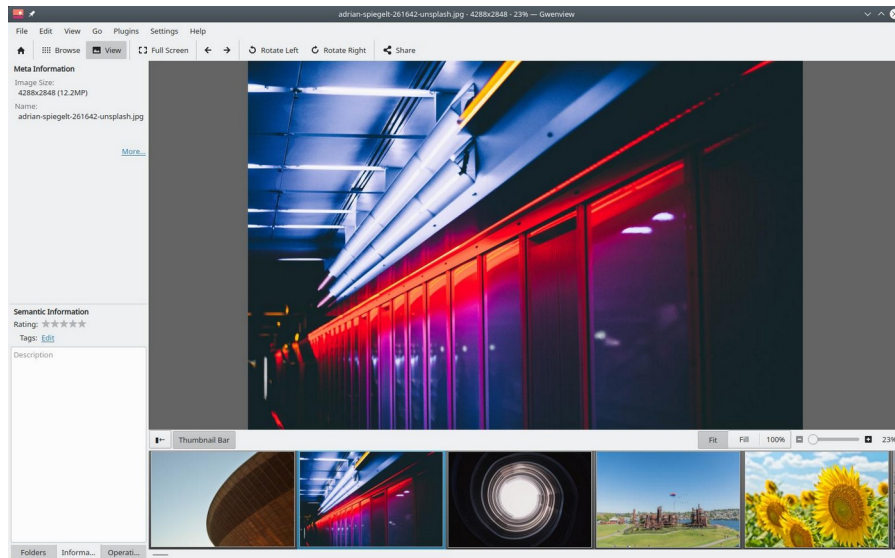 adrian-spiegelt-261642-unsplash.jpg - 4288x2848 - 23% — Gwenview
File Edit View Go Plugins Settings Help
Browse View Full Screen Rotate Left Rotate Right Share
Meta Information
Image Size:
4288x2848 (12.2MP)
Name:
adrian-spiegelt-261642-unsplash.jpg
More...
Semantic Information
Rating:
Tags: Edit
Description
Thumbnail Bar Fit Fill 100% 23%
Folders Informa... Operati...